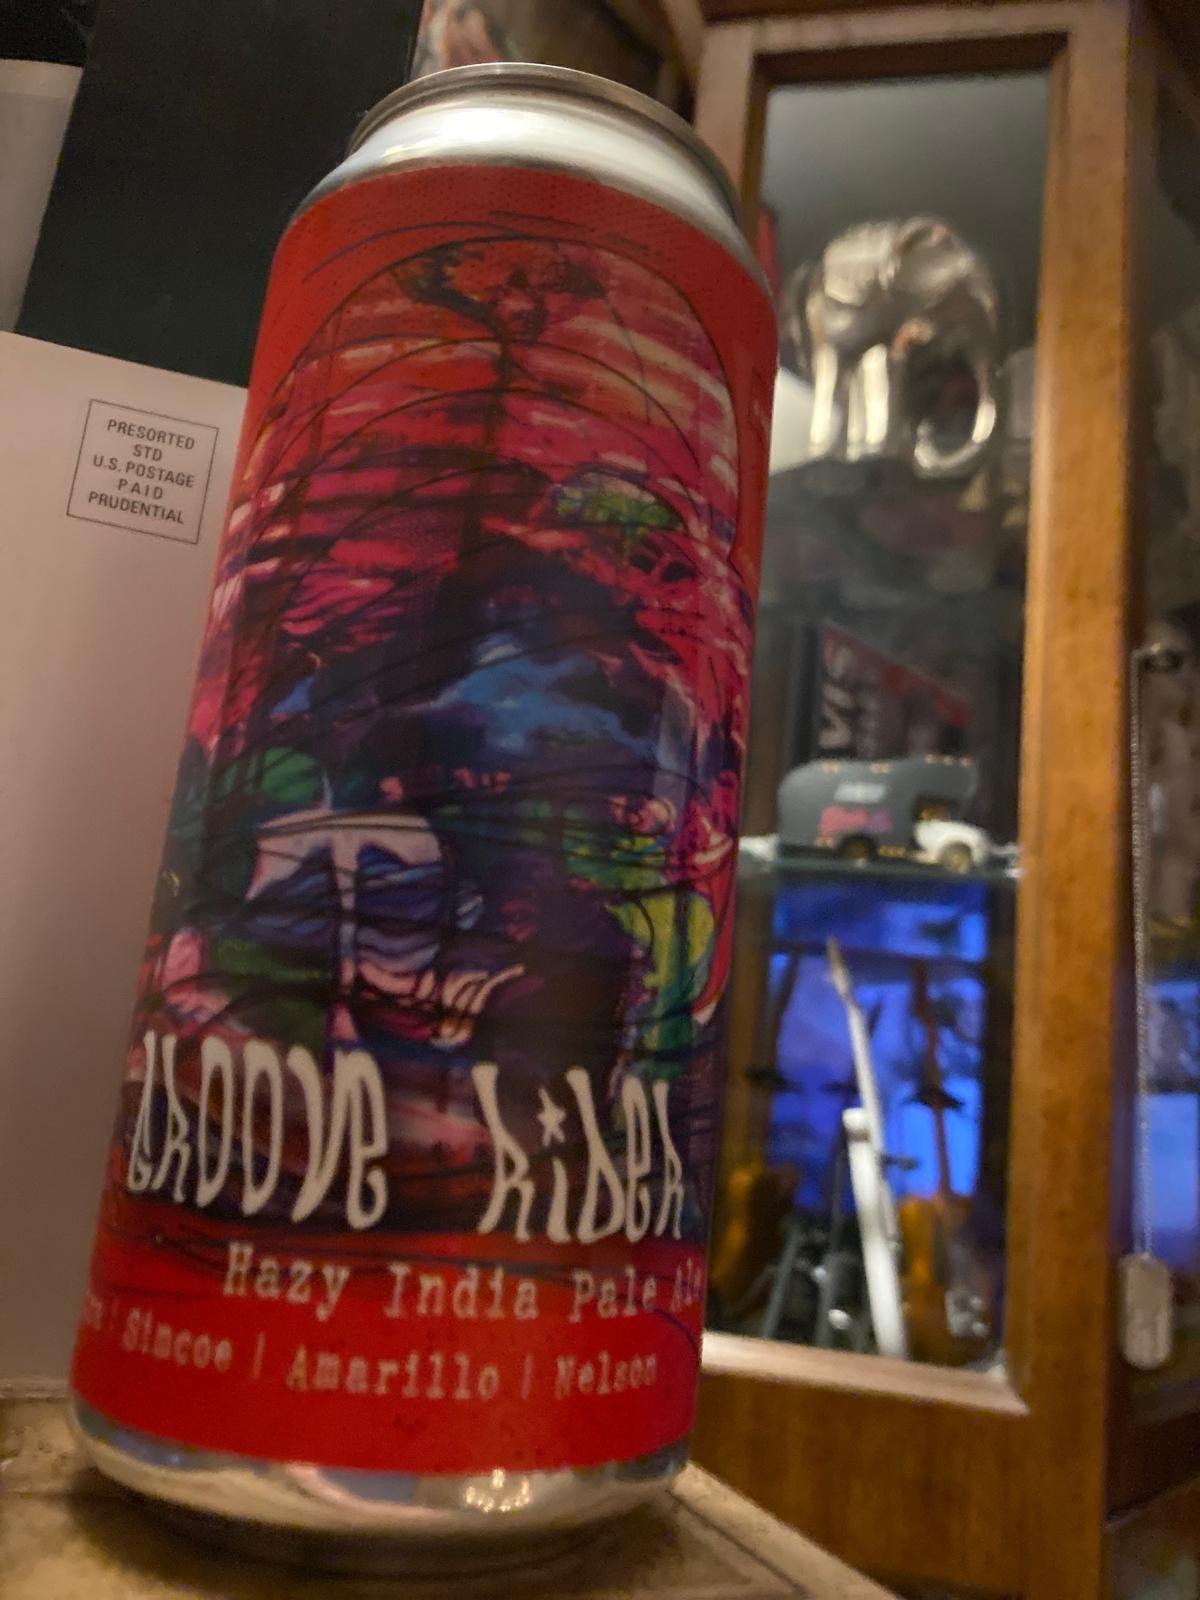 PRESORTED
STD
U.S. POSTAGE
PAID
PRUDENTIAL
GROOVE RIDER
Hazy India Pale Ale
Simcoe | Amarillo | Nelson